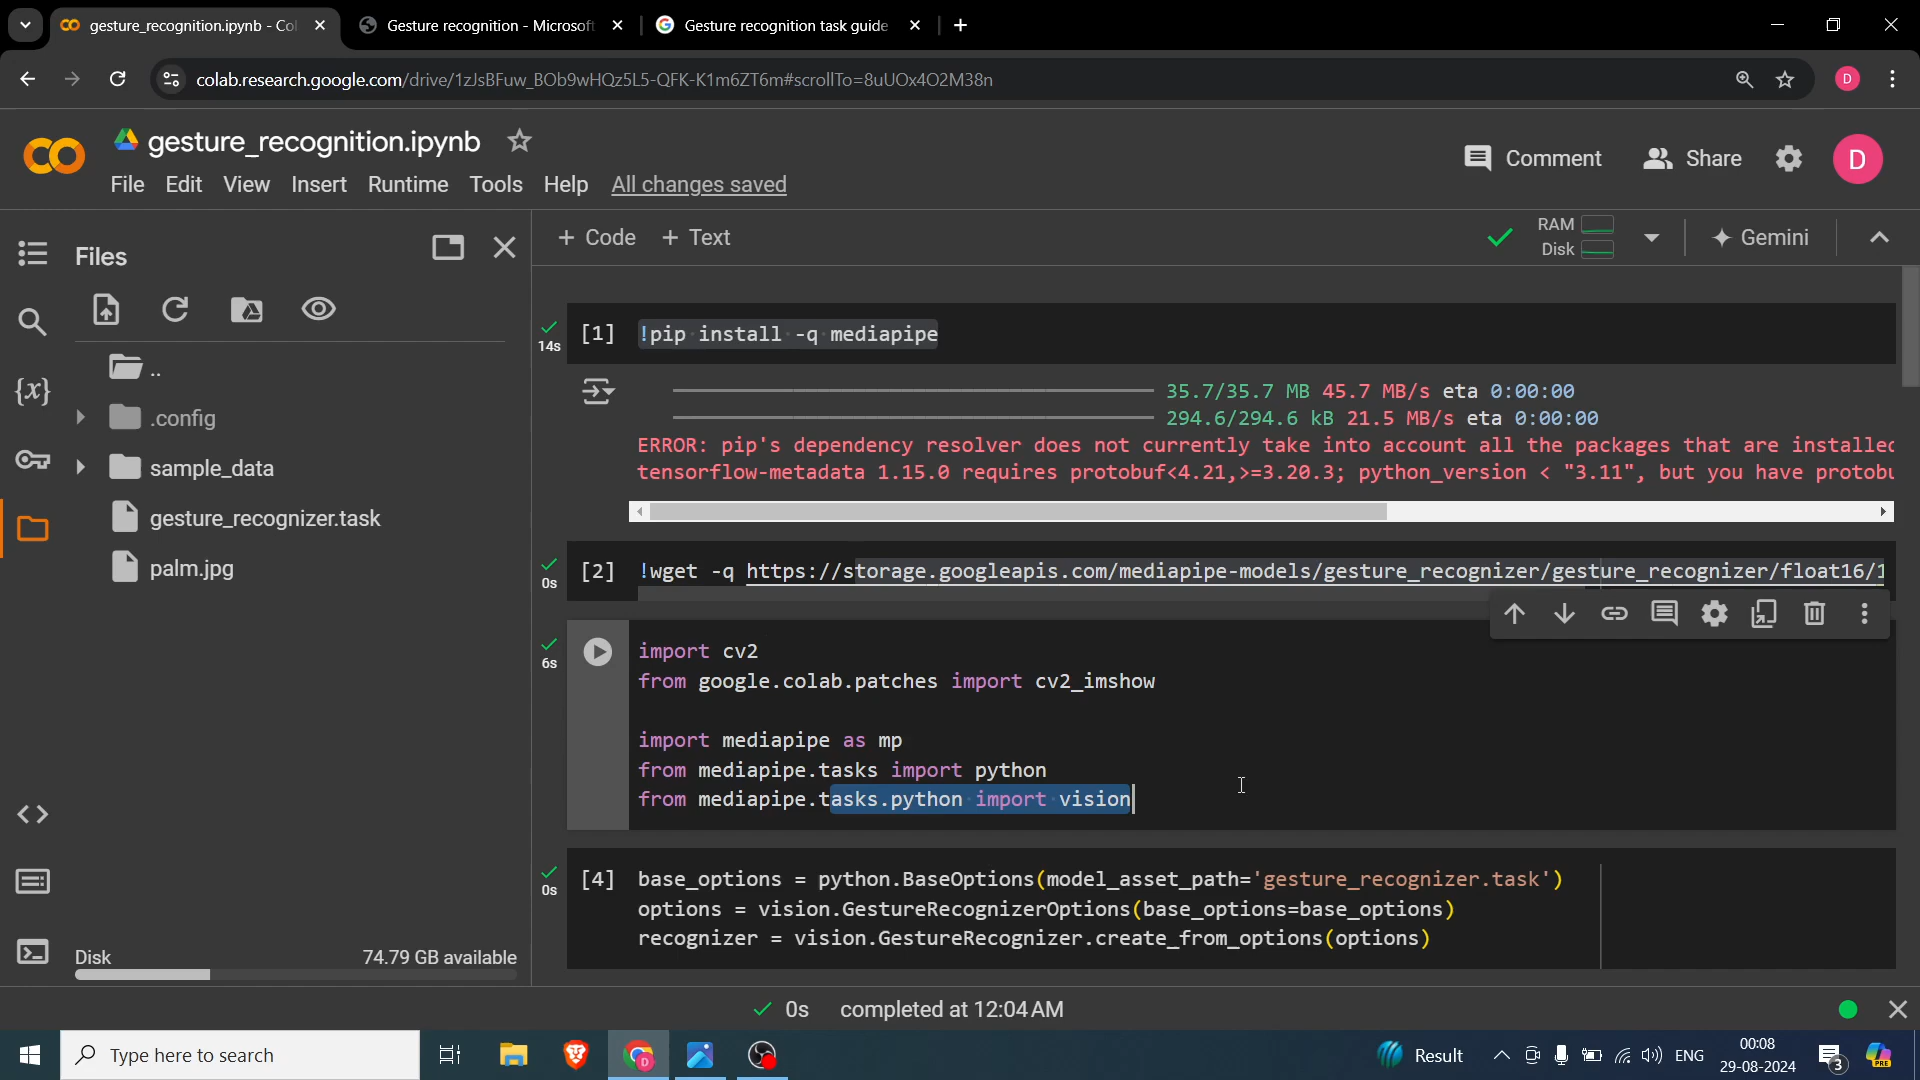 gesture_recognition.ipynb - Col
Gesture recognition - Microsoft
Gesture recognition task guide
colab.research.google.com/drive/1zJsBFuw_BOb9wHQz5L5-QFK-K1m6ZT6m#scrollTo=8uUOx4O2M38n
D
gesture_recognition.ipynb
Comment
Share
D
File Edit View Insert Runtime Tools Help All changes saved
Files
+ Code + Text
RAM
Disk
Gemini
..
.config
sample_data
gesture_recognizer.task
palm.jpg
Disk 74.79 GB available
14s
[1] !pip install -q mediapipe
35.7/35.7 MB 45.7 MB/s eta 0:00:00
294.6/294.6 kB 21.5 MB/s eta 0:00:00
ERROR: pip's dependency resolver does not currently take into account all the packages that are installed
tensorflow-metadata 1.15.0 requires protobuf<4.21,>=3.20.3; python_version < "3.11", but you have protobu
0s
[2] !wget -q https://storage.googleapis.com/mediapipe-models/gesture_recognizer/gesture_recognizer/float16/1
6s
import cv2
from google.colab.patches import cv2_imshow
import mediapipe as mp
from mediapipe.tasks import python
from mediapipe.tasks.python import vision
0s
[4] base_options = python.BaseOptions(model_asset_path='gesture_recognizer.task')
options = vision.GestureRecognizerOptions(base_options=base_options)
recognizer = vision.GestureRecognizer.create_from_options(options)
0s completed at 12:04 AM
Type here to search
Result
ENG
00:08
29-08-2024
3
PRE